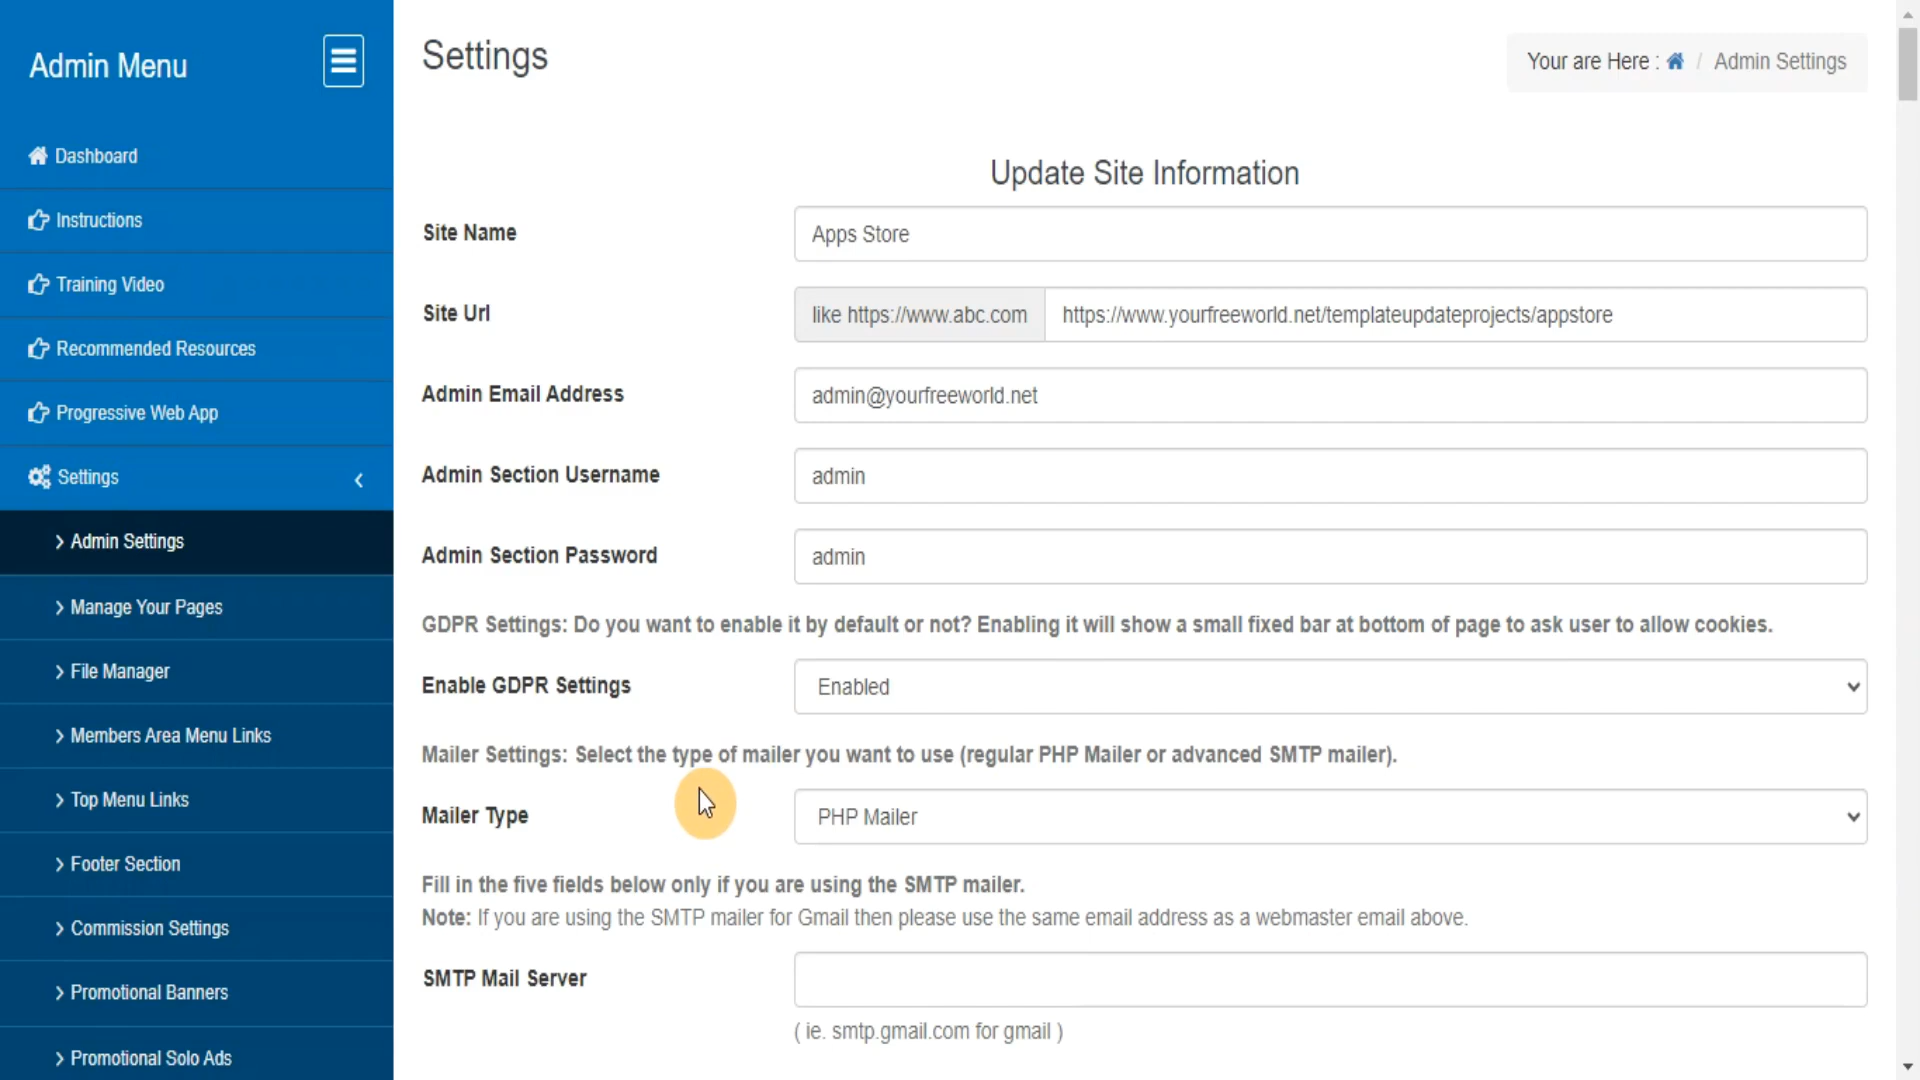 Admin Menu
Dashboard
Instructions
Training Video
Recommended Resources
Progressive Web App
Settings
Admin Settings
Manage Your Pages
File Manager
Members Area Menu Links
Top Menu Links
Footer Section
Commission Settings
Promotional Banners
Promotional Solo Ads
Settings
Your are Here : / Admin Settings
Update Site Information
Site Name
Apps Store
Site Url
like https://www.abc.com
https://www.yourfreeworld.net/templateupdateprojects/appstore
Admin Email Address
admin@yourfreeworld.net
Admin Section Username
admin
Admin Section Password
admin
GDPR Settings: Do you want to enable it by default or not? Enabling it will show a small fixed bar at bottom of page to ask user to allow cookies.
Enable GDPR Settings
Enabled
Mailer Settings: Select the type of mailer you want to use (regular PHP Mailer or advanced SMTP mailer).
Mailer Type
PHP Mailer
Fill in the five fields below only if you are using the SMTP mailer.
Note: If you are using the SMTP mailer for Gmail then please use the same email address as a webmaster email above.
SMTP Mail Server
( ie. smtp.gmail.com for gmail )